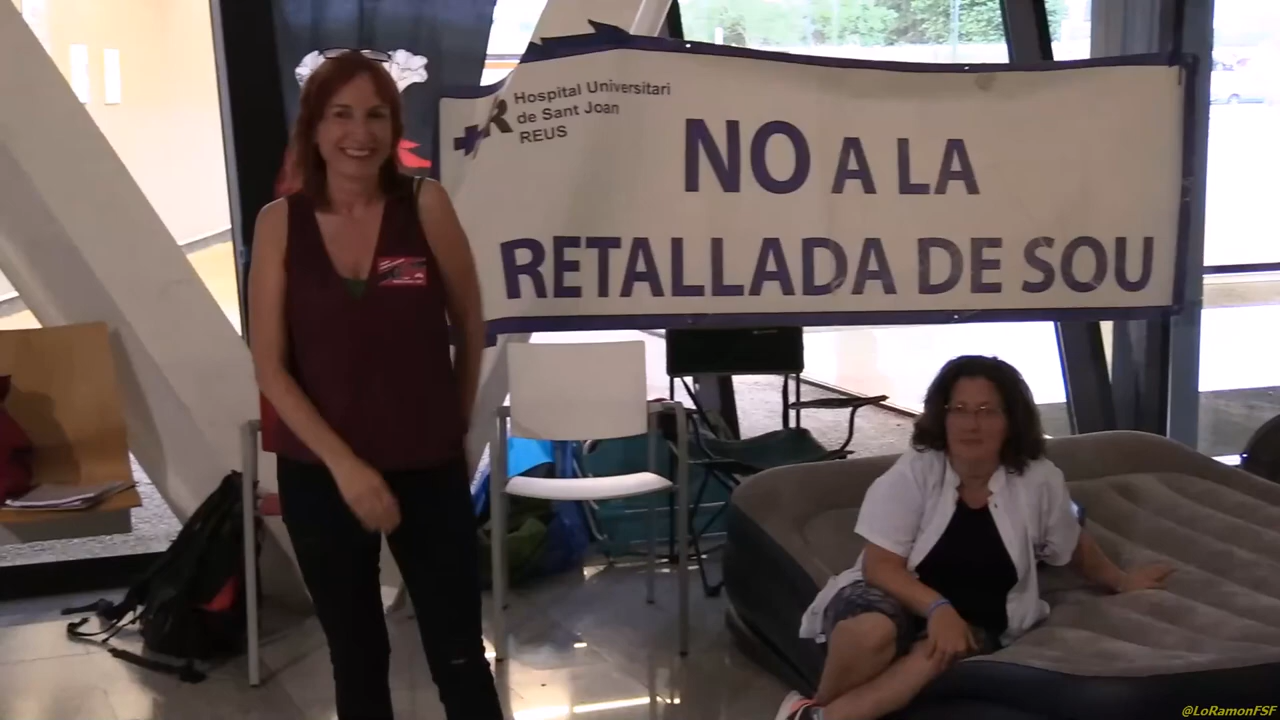 Hospital Universitari
de Sant Joan
REUS
NO A LA
RETALLADA DE SOU
@LoRamonFSF